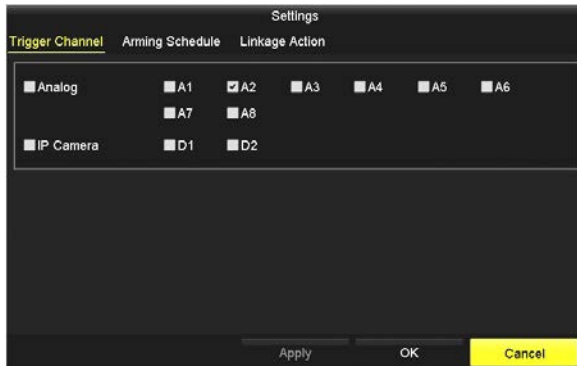 Settings
Trigger Channel Arming Schedule Linkage Action
Analog A1 A2 A3 A4 A5 A6
A7 A8
IP Camera D1 D2
Apply OK Cancel